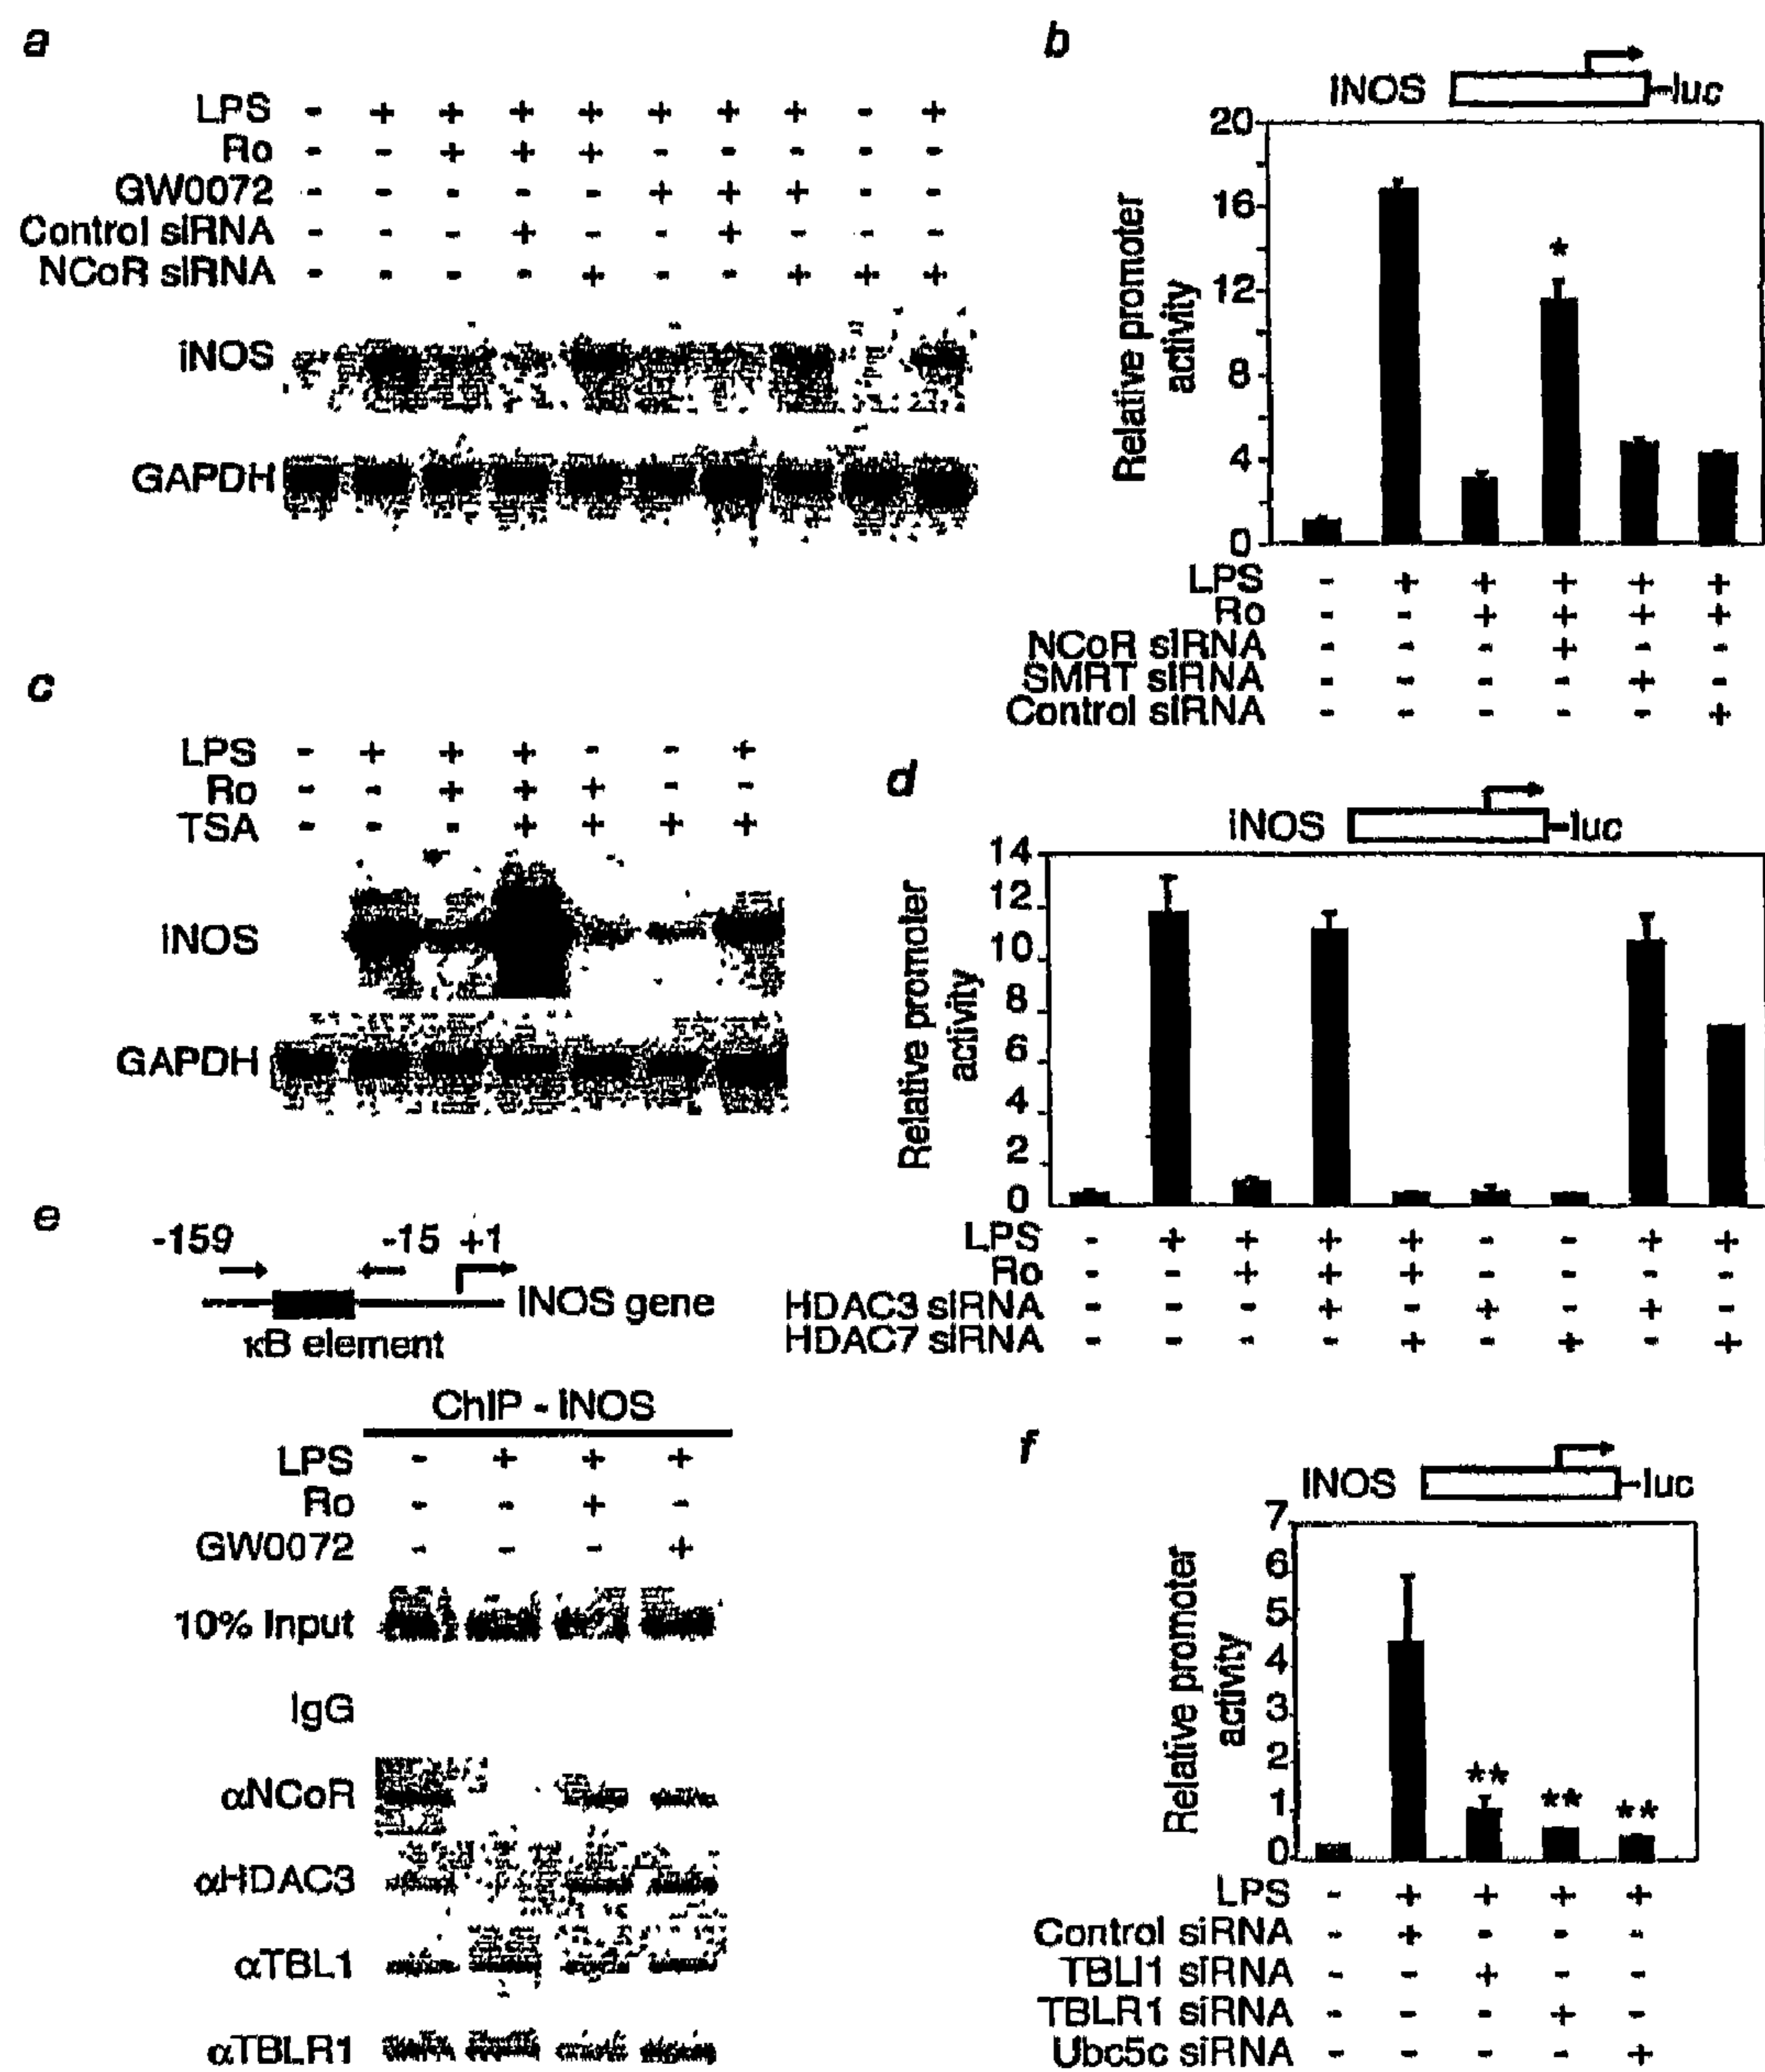 a
LPS - + + + + + + + - +
Ro - - + + + - - - - -
GW0072 - - - - - + + + - -
Control siRNA - - - + - - + - - -
NCoR siRNA - - - - + - - + + +
iNOS
GAPDH
b
iNOS luc
20
16
12
8
4
0
Relative promoter
activity
*
LPS - + + + + +
Ro - - + + + +
NCoR siRNA - - - + - -
SMRT siRNA - - - - + -
Control siRNA - - - - - +
c
LPS - + + + - - +
Ro - - + + + - -
TSA - - - + + + +
iNOS
GAPDH
d
iNOS luc
14
12
10
8
6
4
2
0
Relative promoter
activity
LPS - + + + + - - + +
Ro - - + + + - - - -
HDAC3 siRNA - - - + - + - + -
HDAC7 siRNA - - - - + - + - +
e
-159 -15 +1
iNOS gene
κB element
ChIP - iNOS
LPS - + + +
Ro - - + -
GW0072 - - - +
10% Input
IgG
αNCoR
αHDAC3
αTBL1
αTBLR1
f
iNOS luc
7
6
5
4
3
2
1
0
Relative promoter
activity
** ** **
LPS - + + + +
Control siRNA - + - - -
TBLI1 siRNA - - + - -
TBLR1 siRNA - - - + -
Ubc5c siRNA - - - - +